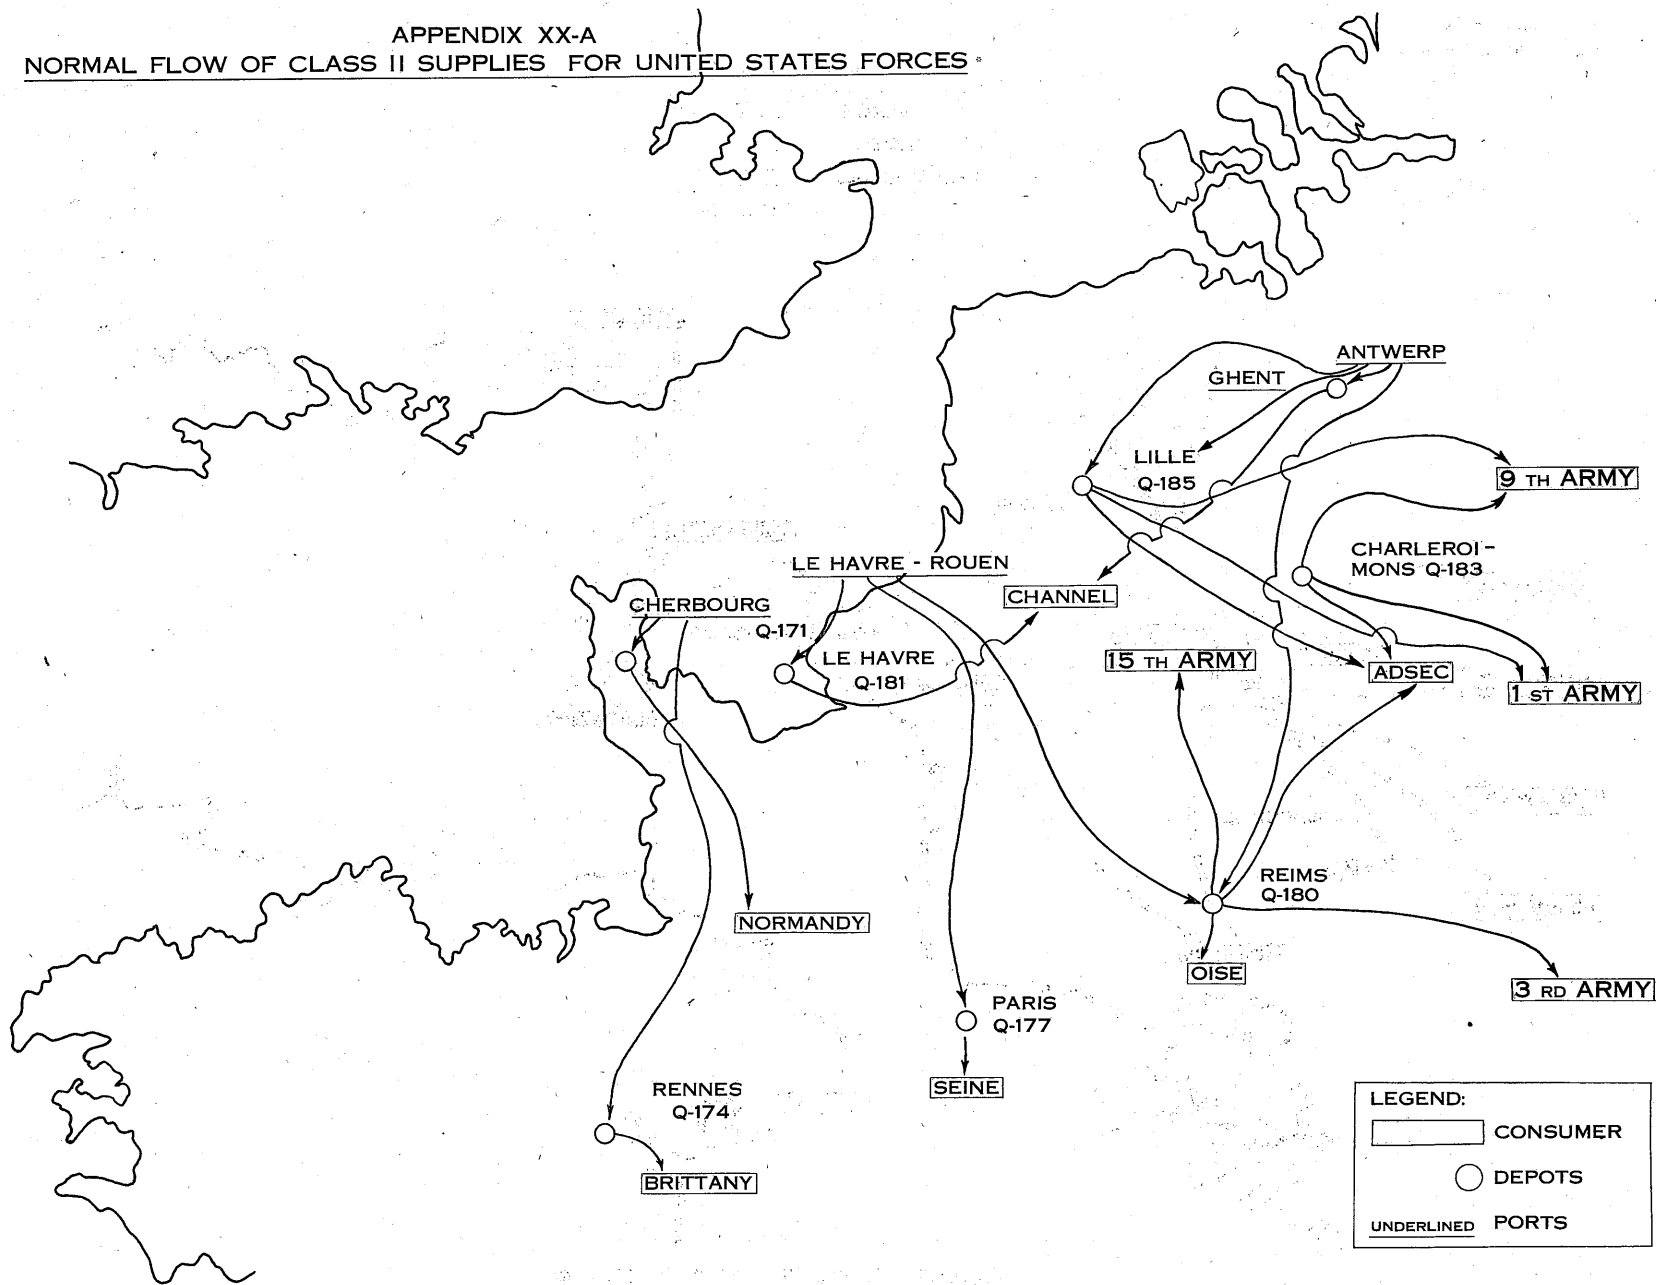 APPENDIX XX-A
NORMAL FLOW OF CLASS II SUPPLIES FOR UNITED STATES FORCES
ANTWERP
GHENT
LILLE
Q-185
9 TH ARMY
CHARLEROI-
MONS Q-183
LE HAVRE - ROUEN
CHANNEL
CHERBOURG
Q-171
LE HAVRE
Q-181
15 TH ARMY
ADSEC
1 ST ARMY
REIMS
Q-180
NORMANDY
OISE
3 RD ARMY
PARIS
Q-177
SEINE
RENNES
Q-174
BRITTANY
LEGEND:
CONSUMER
DEPOTS
UNDERLINED PORTS